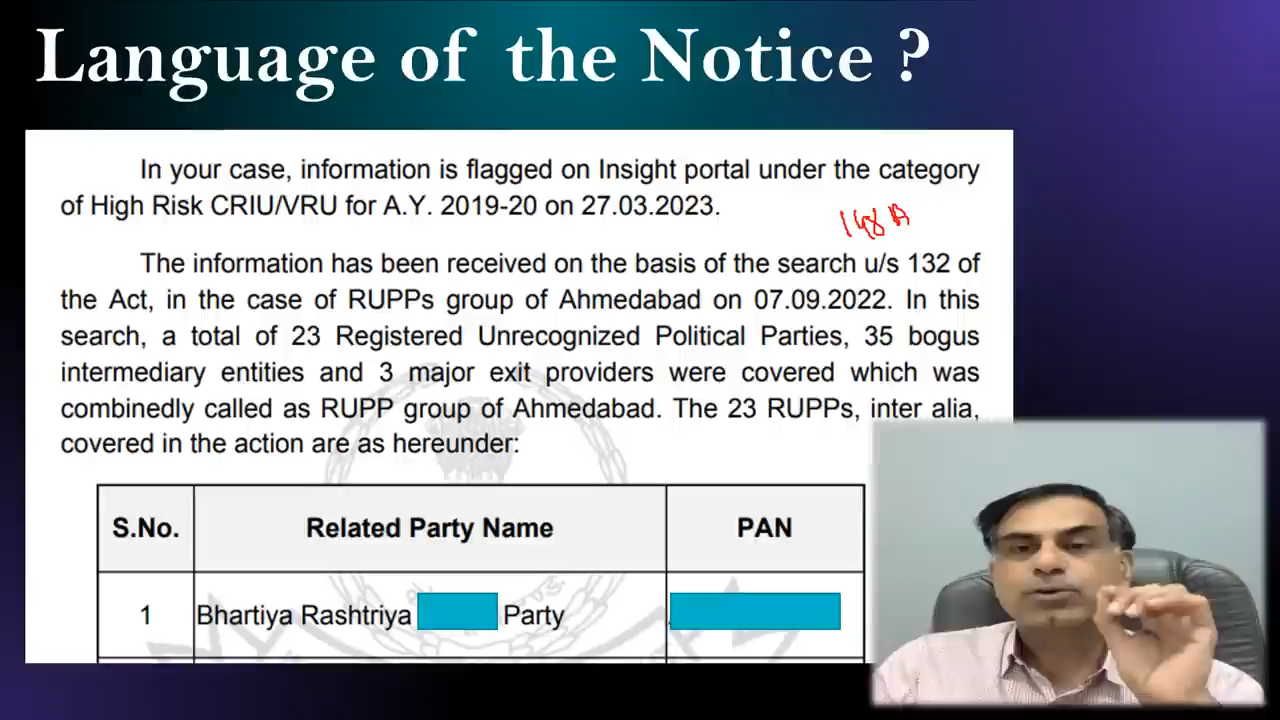 Language of the Notice ?
In your case, information is flagged on Insight portal under the category
of High Risk CRIU/VRU for A.Y. 2019-20 on 27.03.2023.
148A
The information has been received on the basis of the search u/s 132 of
the Act, in the case of RUPPs group of Ahmedabad on 07.09.2022. In this
search, a total of 23 Registered Unrecognized Political Parties, 35 bogus
intermediary entities and 3 major exit providers were covered which was
combinedly called as RUPP group of Ahmedabad. The 23 RUPPs, inter alia,
covered in the action are as hereunder:
S.No. Related Party Name PAN
1 Bhartiya Rashtriya Party